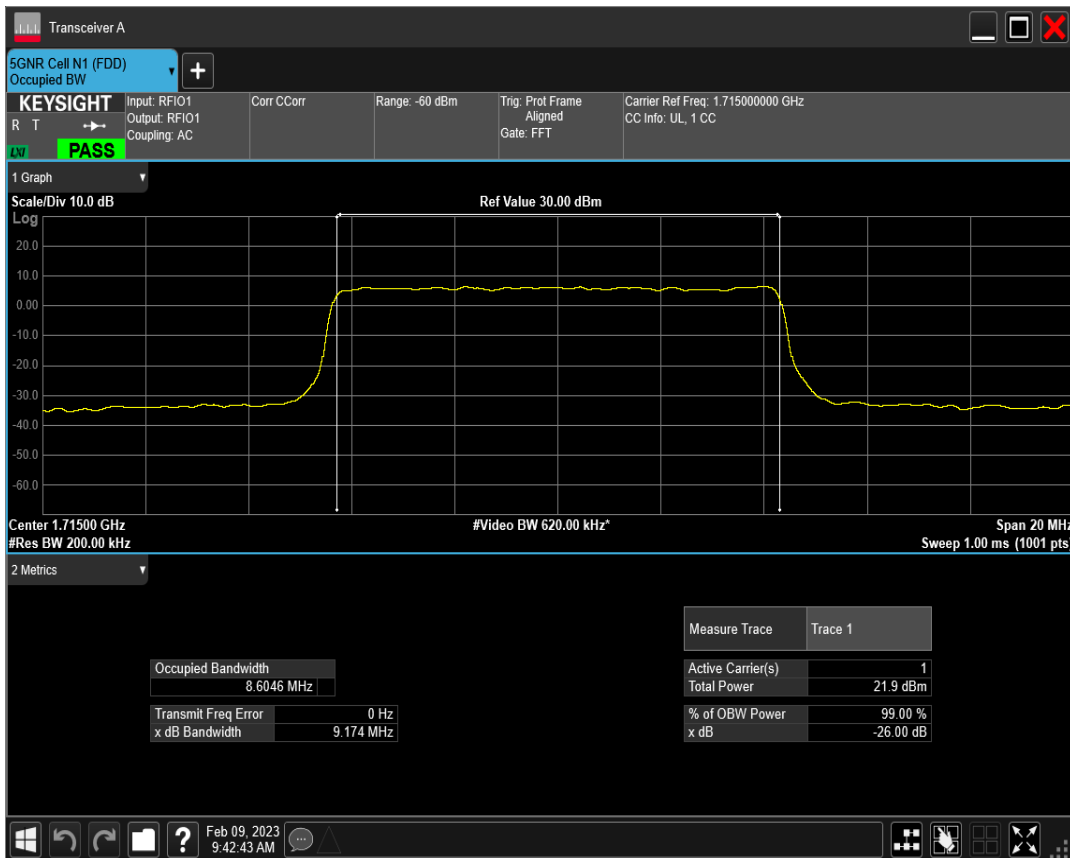 Transceiver A
5GNR Cell N1 (FDD)
Occupied BW
+
KEYSIGHT
R T
LXI
PASS
Input: RFIO1
Output: RFIO1
Coupling: AC
Corr CCorr
Range: -60 dBm
Trig: Prot Frame
Aligned
Gate: FFT
Carrier Ref Freq: 1.715000000 GHz
CC Info: UL, 1 CC
1 Graph
Scale/Div 10.0 dB
Ref Value 30.00 dBm
Log
20.0
10.0
0.00
-10.0
-20.0
-30.0
-40.0
-50.0
-60.0
Center 1.71500 GHz
#Video BW 620.00 kHz*
Span 20 MHz
#Res BW 200.00 kHz
Sweep 1.00 ms (1001 pts)
2 Metrics
Measure Trace Trace 1
Occupied Bandwidth
8.6046 MHz
Active Carrier(s) 1
Total Power 21.9 dBm
Transmit Freq Error 0 Hz
x dB Bandwidth 9.174 MHz
% of OBW Power 99.00 %
x dB -26.00 dB
?
Feb 09, 2023
9:42:43 AM